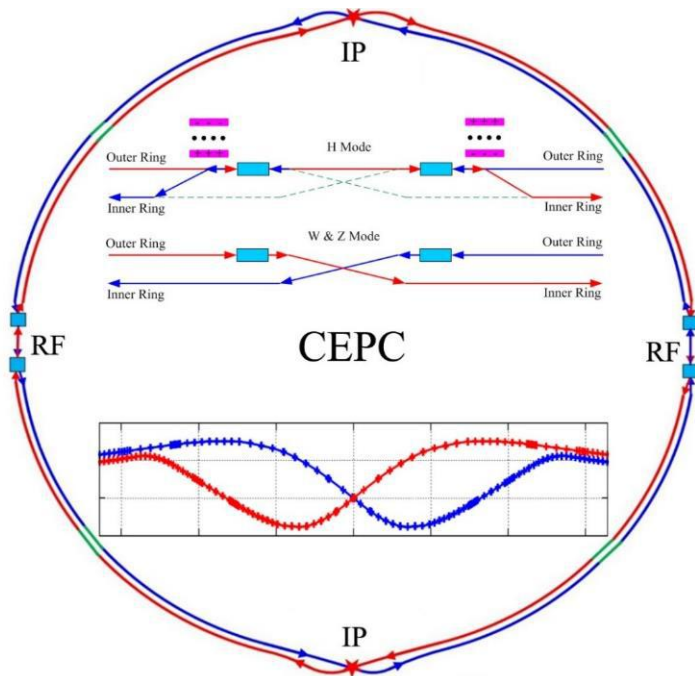 IP
H Mode
Outer Ring
Outer Ring
Inner Ring
Inner Ring
W & Z Mode
Outer Ring
Outer Ring
Inner Ring
Inner Ring
RF
CEPC
RF
IP